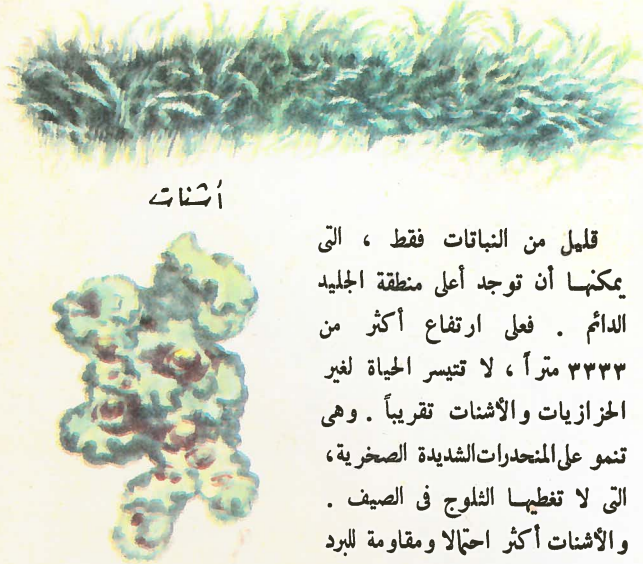 أشنات
قليل من النباتات فقط ، التى
يمكنهـا أن توجد أعلى منطقة الجليد
الدائم . فعلى ارتفاع أكثر من
٣٣٣٣ متراً ، لا تتيسر الحياة لغير
الحزازيات والأشنات تقريباً . وهى
تنمو على المنحدرات الشديدة الصخرية ،
التى لا تغطيهـا الثلوج فى الصيف .
والأشنات أكثر احتمالا ومقاومة للبرد